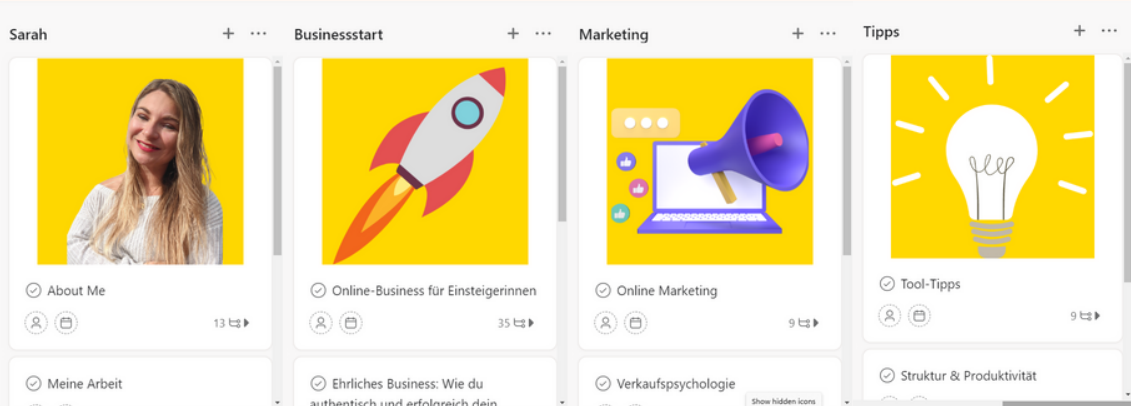 Sarah
Businessstart
Marketing
Tipps
About Me
13
Online-Business für Einsteigerinnen
35
Online Marketing
9
Tool-Tipps
9
Meine Arbeit
Ehrliches Business: Wie du
authentisch und erfolgreich dein
Verkaufspsychologie
Show hidden icons
Struktur & Produktivität